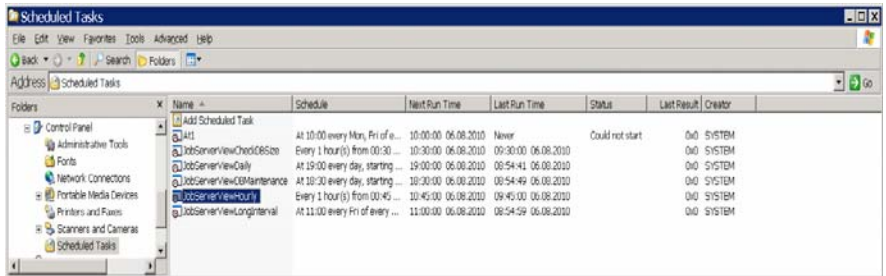 Scheduled Tasks
File Edit View Favorites Tools Advanced Help
Back Search Folders
Address Scheduled Tasks Go
Folders x Name Schedule Next Run Time Last Run Time Status Last Result Creator
Control Panel
Administrative Tools
Fonts
Network Connections
Portable Media Devices
Printers and Faxes
Scanners and Cameras
Scheduled Tasks
Add Scheduled Task
At1 At 10:00 every Mon, Fri of e... 10:00:00 06.08.2010 Never Could not start 0x0 SYSTEM
JobServerViewCheckDBSize Every 1 hour(s) from 00:30 ... 10:30:00 06.08.2010 09:30:00 06.08.2010 0x0 SYSTEM
JobServerViewDaily At 19:00 every day, starting ... 19:00:00 06.08.2010 08:54:41 06.08.2010 0x0 SYSTEM
JobServerViewDBMaintenance At 18:30 every day, starting ... 18:30:00 06.08.2010 08:54:49 06.08.2010 0x0 SYSTEM
JobServerViewHourly Every 1 hour(s) from 00:45 ... 10:45:00 06.08.2010 09:45:00 06.08.2010 0x0 SYSTEM
JobServerViewLongInterval At 11:00 every Fri of every ... 11:00:00 06.08.2010 08:54:59 06.08.2010 0x0 SYSTEM